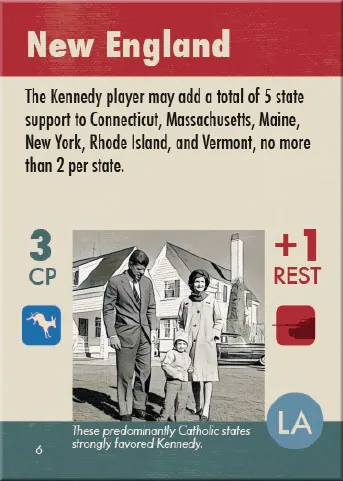 New England
The Kennedy player may add a total of 5 state
support to Connecticut, Massachusetts, Maine,
New York, Rhode Island, and Vermont, no more
than 2 per state.
3
CP
+1
REST
These predominantly Catholic states
strongly favored Kennedy.
6
LA